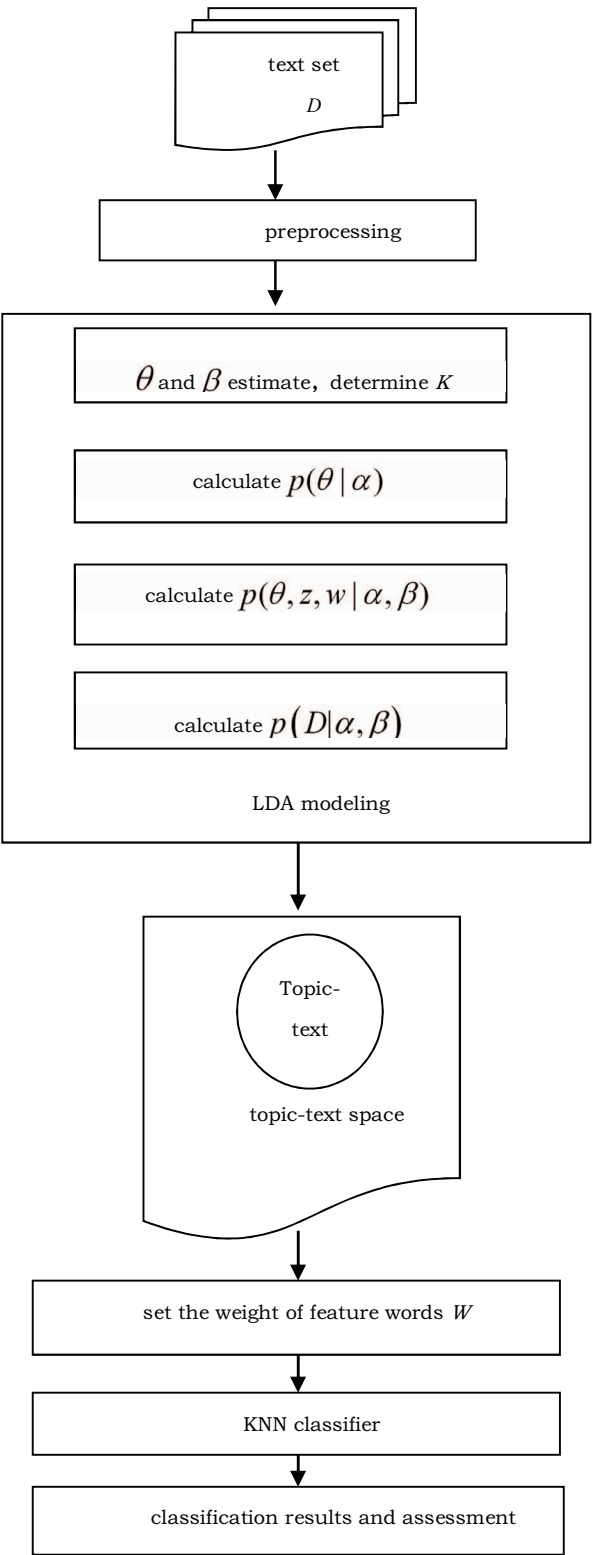 text set
D
preprocessing
θ and β estimate, determine K
calculate p(θ | α)
calculate p(θ, z, w | α, β)
calculate p(D|α, β)
LDA modeling
Topic-
text
topic-text space
set the weight of feature words W
KNN classifier
classification results and assessment